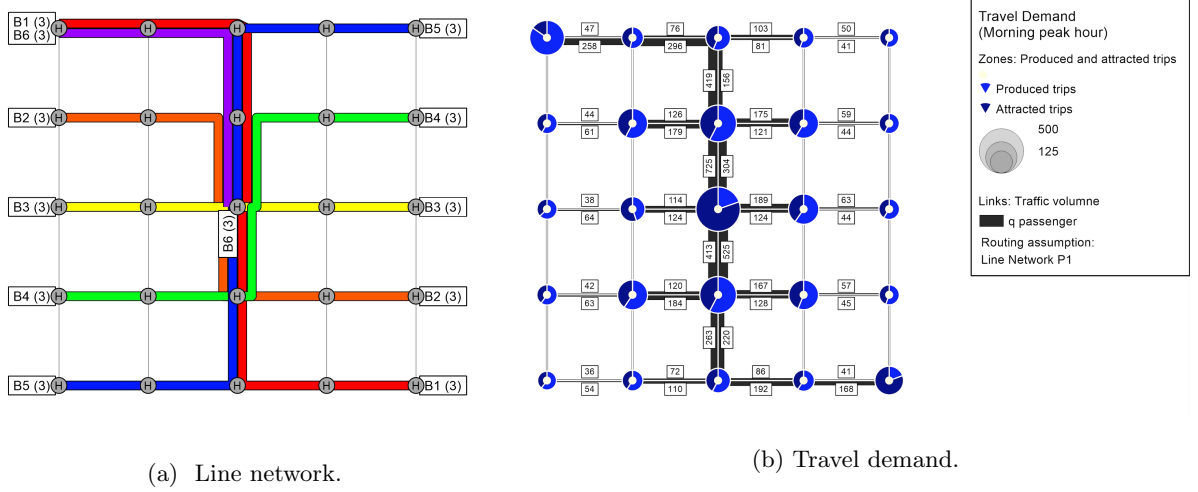 B1 (3)
B6 (3)
H H H H H
B5 (3)
B2 (3)
H H H H H
B4 (3)
B3 (3)
H H H H H
B3 (3)
B6 (3)
B4 (3)
H H H H H
B2 (3)
B5 (3)
H H H H H
B1 (3)
(a) Line network.
47 76 103 50
258 296 81 41
419 156
44 126 175 59
61 179 121 44
725 304
38 114 189 63
64 124 124 44
413 525
42 120 167 57
63 184 128 45
263 220
36 72 86 41
54 110 192 168
Travel Demand
(Morning peak hour)
Zones: Produced and attracted trips
Produced trips
Attracted trips
500
125
Links: Traffic volumne
q passenger
Routing assumption:
Line Network P1
(b) Travel demand.